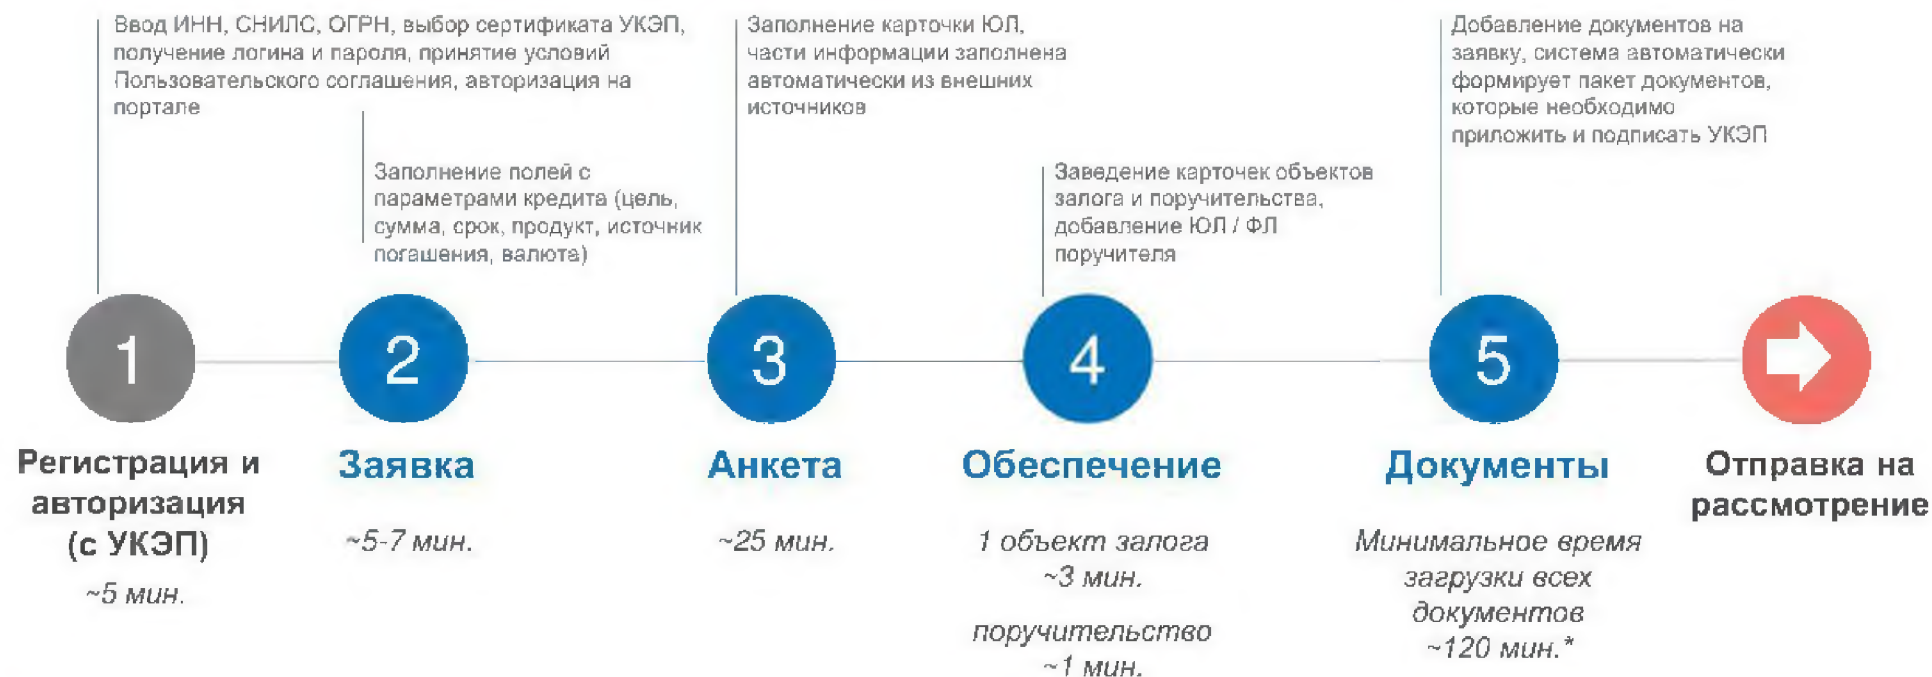 Ввод ИНН, СНИЛС, ОГРН, выбор сертификата УКЭП,
получение логина и пароля, принятие условий
Пользовательского соглашения, авторизация на
портале
Заполнение полей с
параметрами кредита (цель,
сумма, срок, продукт, источник
погашения, валюта)
Заполнение карточки ЮЛ,
части информации заполнена
автоматически из внешних
источников
Заведение карточек объектов
залога и поручительства,
добавление ЮЛ / ФЛ
поручителя
Добавление документов на
заявку, система автоматически
формирует пакет документов,
которые необходимо
приложить и подписать УКЭП
1
2
3
4
5
Регистрация и
авторизация
(с УКЭП)
~5 мин.
Заявка
~5-7 мин.
Анкета
~25 мин.
Обеспечение
1 объект залога
~3 мин.
поручительство
~1 мин.
Документы
Минимальное время
загрузки всех
документов
~120 мин.*
Отправка на
рассмотрение